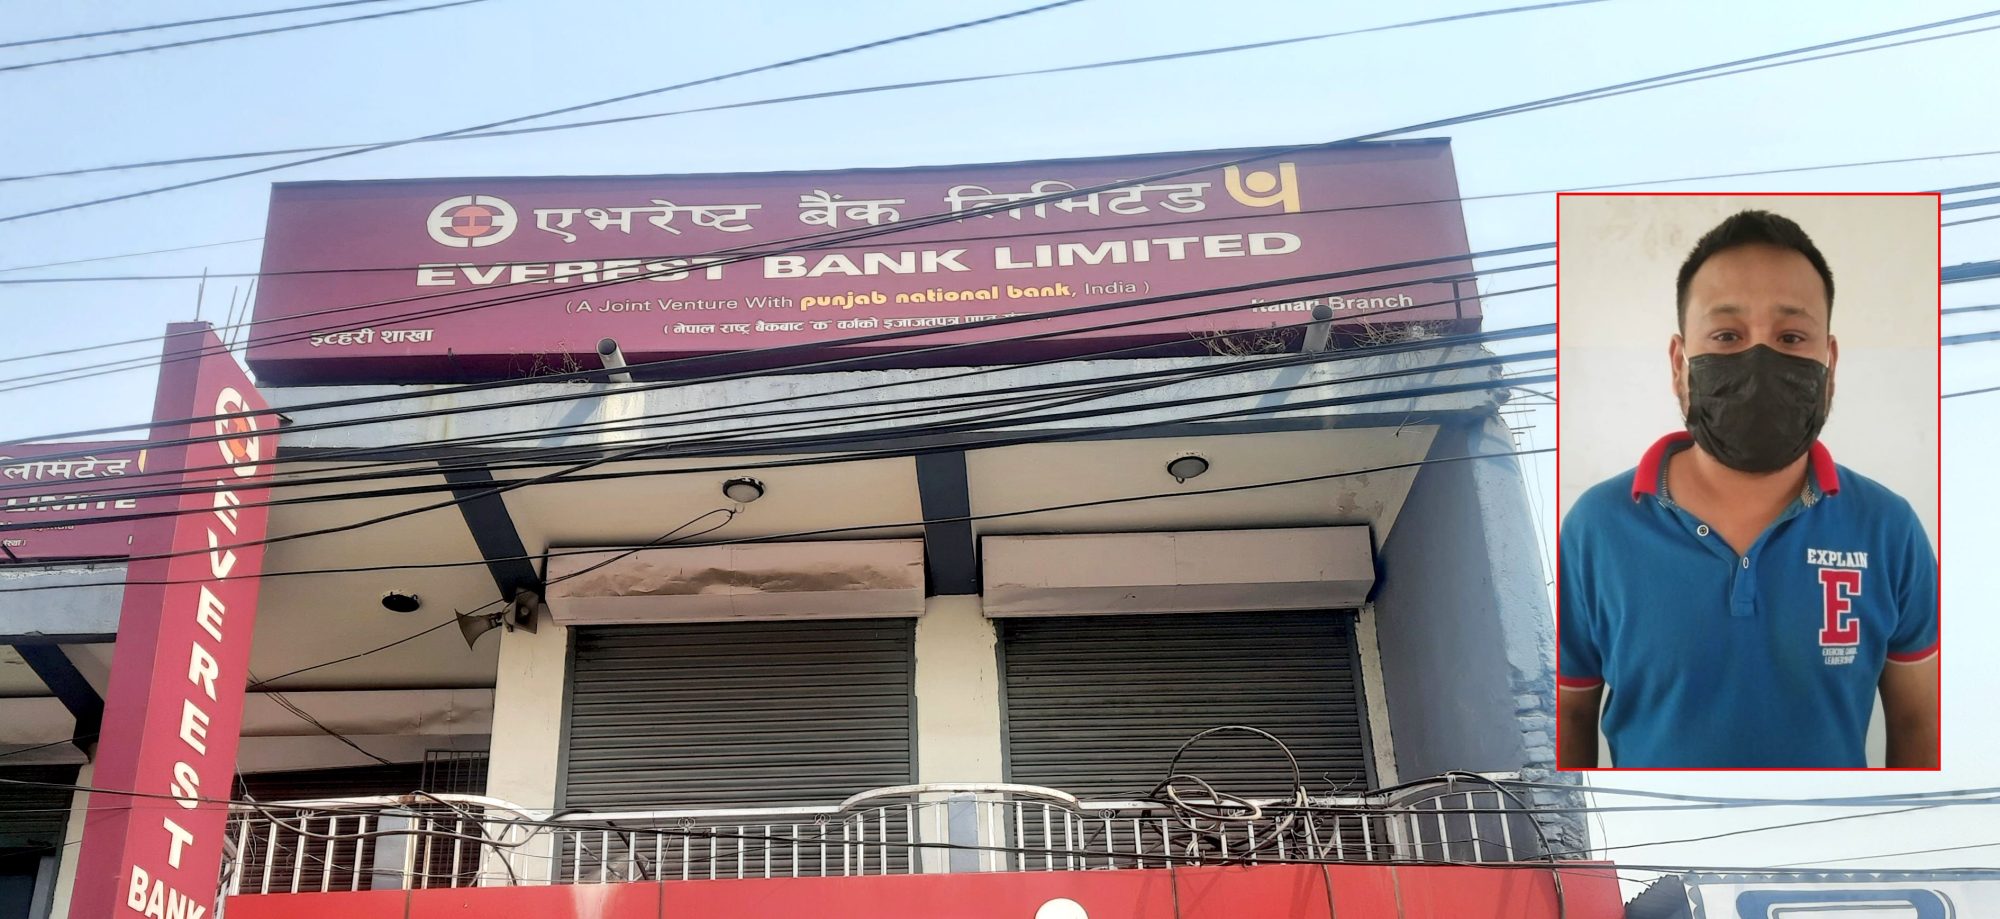 एभरेष्ट बैंक लिमिटेड
EVEREST BANK LIMITED
(A Joint Venture With punjab national bank, India)
इटहरी शाखा
( नेपाल राष्ट्र बैंकबाट "क" वर्गको इजाजतपत्र प्राप्त
Branch
लिमिटेड
LIMITE
EVEREST
BANK
EXPLAIN
E
LEADERSHIP